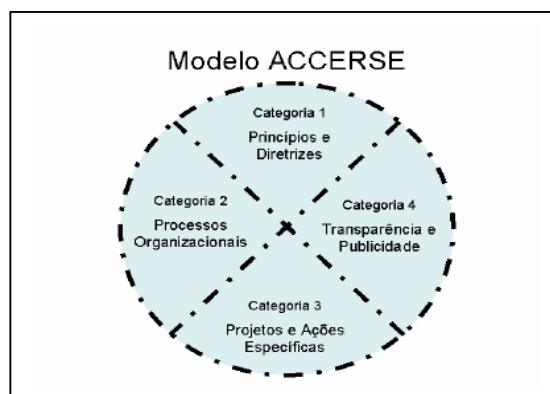 Modelo ACCERSE
Categoria 1
Princípios e
Diretrizes
Categoria 2
Processos
Organizacionais
Categoria 4
Transparência e
Publicidade
Categoria 3
Projetos e Ações
Específicas